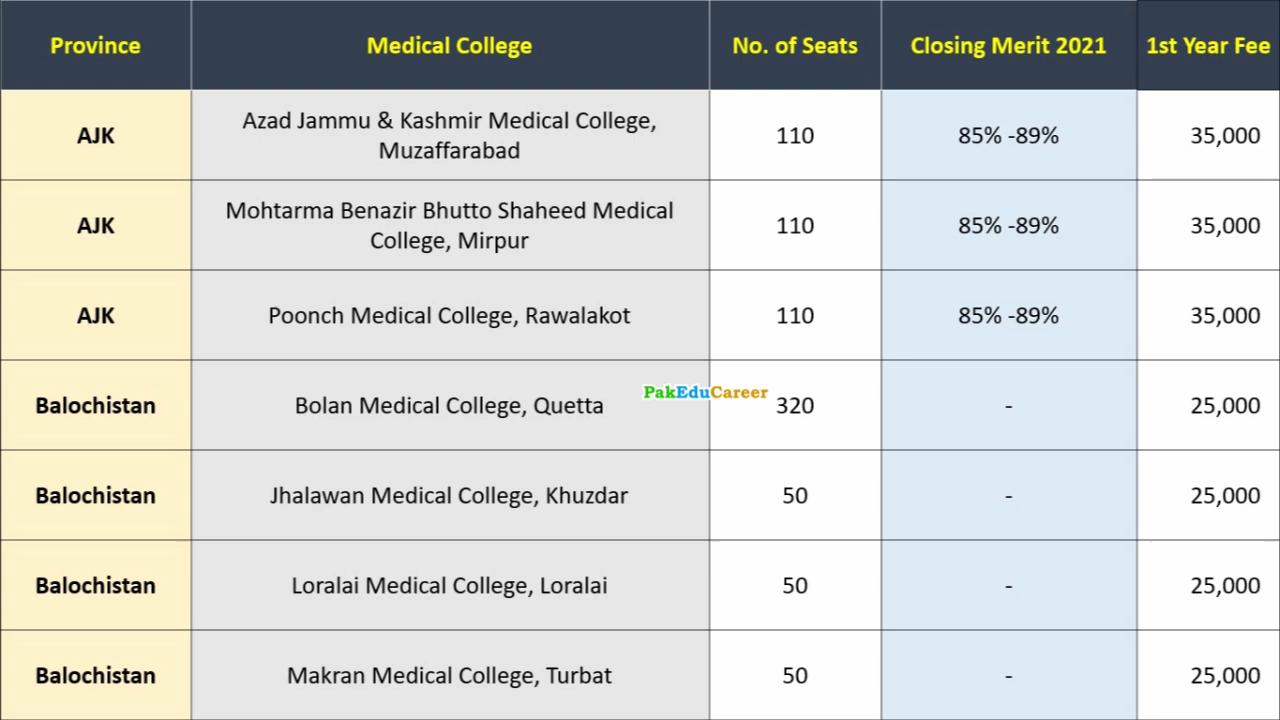 Province Medical College No. of Seats Closing Merit 2021 1st Year Fee
AJK Azad Jammu & Kashmir Medical College,
Muzaffarabad 110 85% -89% 35,000
AJK Mohtarma Benazir Bhutto Shaheed Medical
College, Mirpur 110 85% -89% 35,000
AJK Poonch Medical College, Rawalakot 110 85% -89% 35,000
PakEduCareer
Balochistan Bolan Medical College, Quetta 320 - 25,000
Balochistan Jhalawan Medical College, Khuzdar 50 - 25,000
Balochistan Loralai Medical College, Loralai 50 - 25,000
Balochistan Makran Medical College, Turbat 50 - 25,000